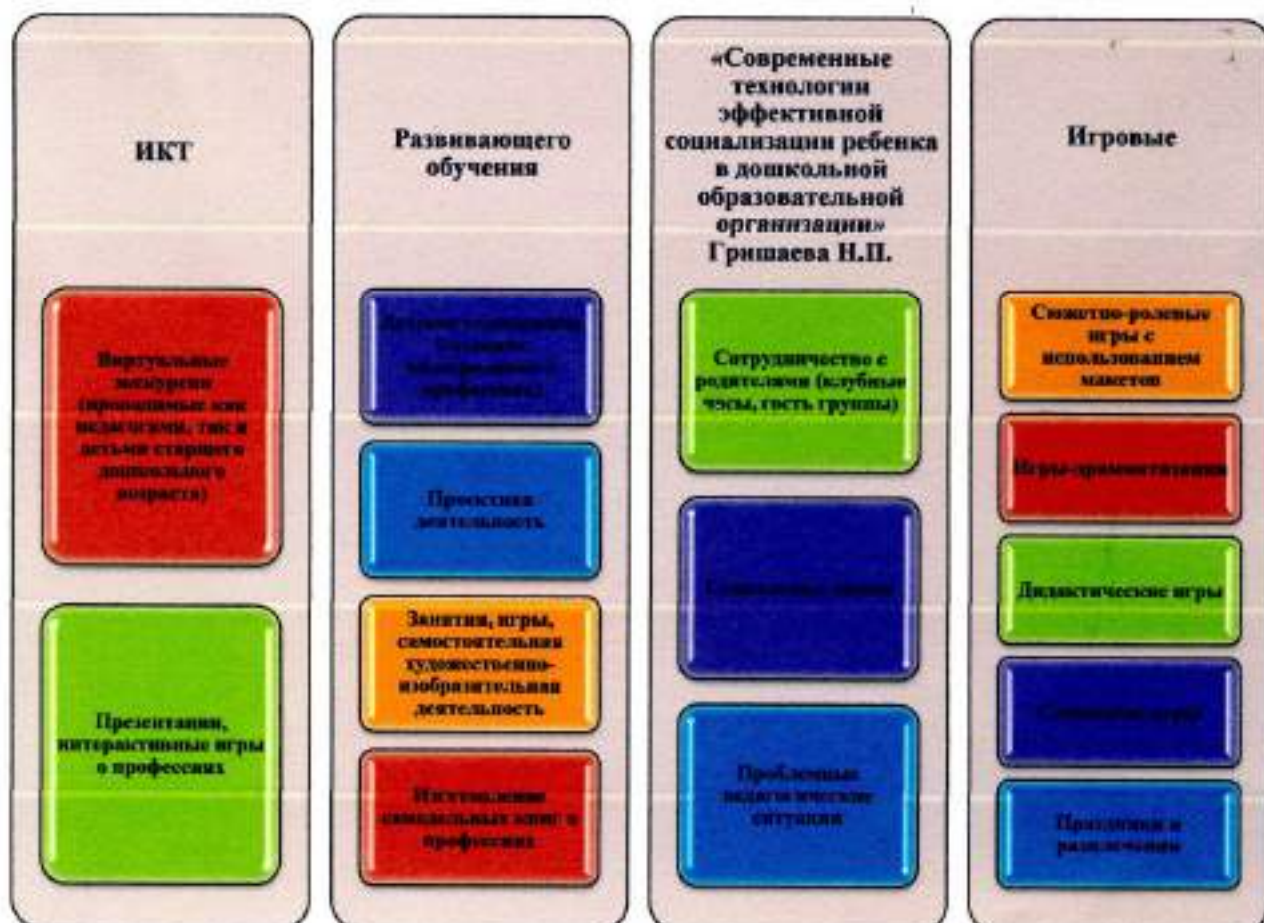 ИКТ
Виртуальные
экскурсии
(проводимые как
педагогами, так и
детьми старшего
дошкольного
возраста)
Презентации,
интерактивные игры
о профессиях
Развивающего
обучения
Проектная
деятельность
Занятия, игры,
самостоятельная
художественно-
изобразительная
деятельность
Изготовление
самодельных книг о
профессиях
«Современные
технологии
эффективной
социализации ребенка
в дошкольной
образовательной
организации»
Гришаева Н.П.
Сотрудничество с
родителями (клубные
часы, гость группы)
Проблемные
педагогические
ситуации
Игровые
Сюжетно-ролевые
игры с
использованием
макетов
Игры-драматизации
Дидактические игры
Праздники и
развлечения